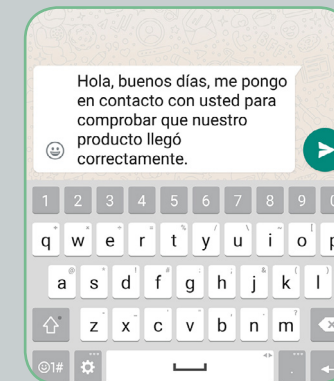 Hola, buenos días, me pongo
en contacto con usted para
comprobar que nuestro
producto llegó
correctamente.
1 2 3 4 5 6 7 8 9 0
q w e r t y u i o p
a s d f g h j k l
z x c v b n m
1#